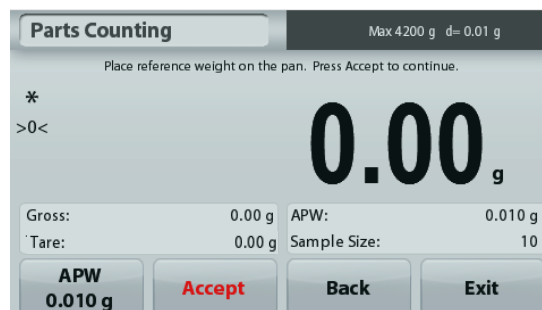 Parts Counting
Max 4200 g d= 0.01 g
Place reference weight on the pan. Press Accept to continue.
*
>0<
0.00 g
Gross: 0.00 g APW: 0.010 g
Tare: 0.00 g Sample Size: 10
APW
0.010 g
Accept
Back
Exit